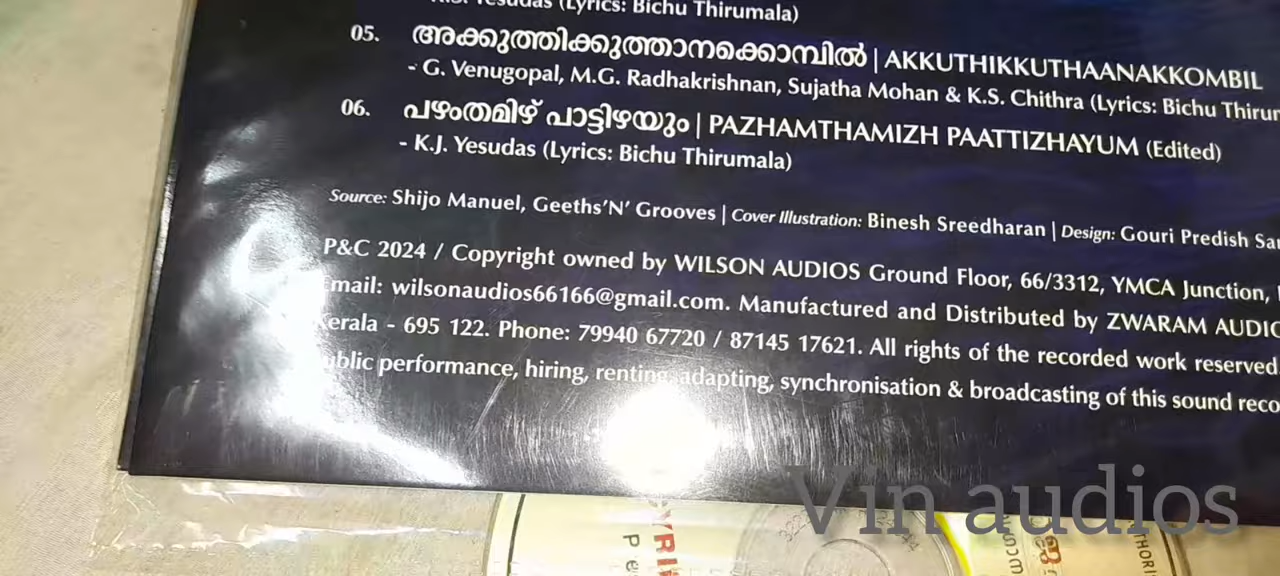 Yesudas (Lyrics: Bichu Thirumala)
05. അക്കുത്തിക്കുത്താനക്കൊമ്പിൽ | AKKUTHIKKUTHAANAKKOMBIL
- G. Venugopal, M.G. Radhakrishnan, Sujatha Mohan & K.S. Chithra (Lyrics: Bichu
06. പഴംതമിഴ് പാട്ടിഴയും | PAZHAMTHAMIZH PAATTIZHAYUM (Edited)
- K.J. Yesudas (Lyrics: Bichu Thirumala)
Source: Shijo Manuel, Geeths'N' Grooves | Cover Illustration: Binesh Sreedharan | Design: Gouri Predish
P&C 2024 / Copyright owned by WILSON AUDIOS Ground Floor, 66/3312, YMCA Junction,
mail: wilsonaudios66166@gmail.com. Manufactured and Distributed by ZWARAM
Kerala - 695 122. Phone: 79940 67720 / 87145 17621. All rights of the recorded work reserved.
performance, hiring, renting, adapting, synchronisation & broadcasting of this sound
Vin audios